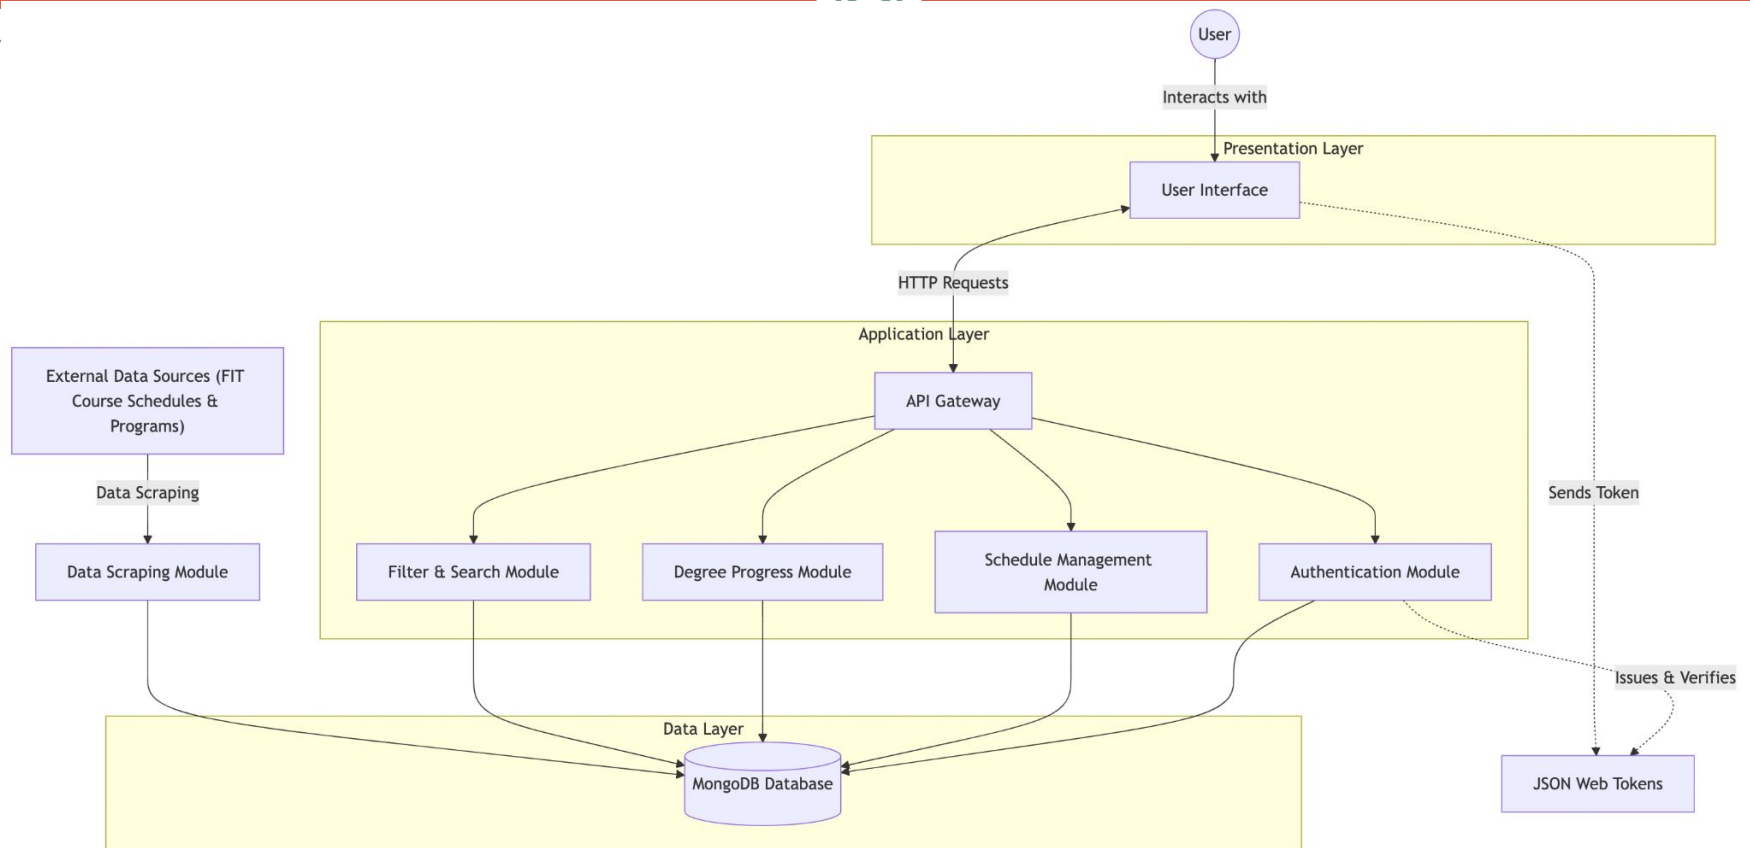 User
Interacts with
Presentation Layer
User Interface
HTTP Requests
Application Layer
API Gateway
External Data Sources (FIT
Course Schedules &
Programs)
Data Scraping
Sends Token
Data Scraping Module
Filter & Search Module
Degree Progress Module
Schedule Management
Module
Authentication Module
Issues & Verifies
Data Layer
MongoDB Database
JSON Web Tokens